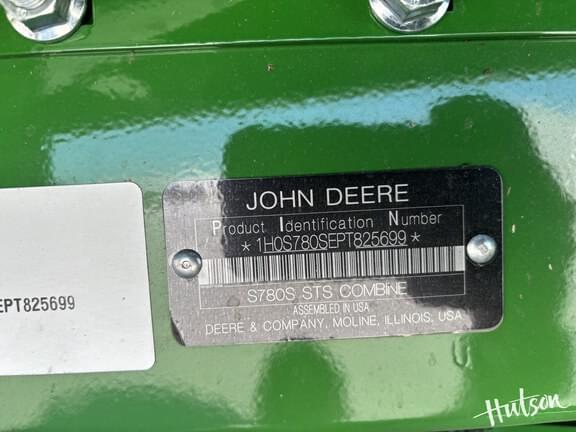 JOHN DEERE
Product Identification Number
*1H0S780SEPT825699*
S780S STS COMBINE
ASSEMBLED IN USA
DEERE & COMPANY, MOLINE, ILLINOIS, USA
EPT825699
Hutson